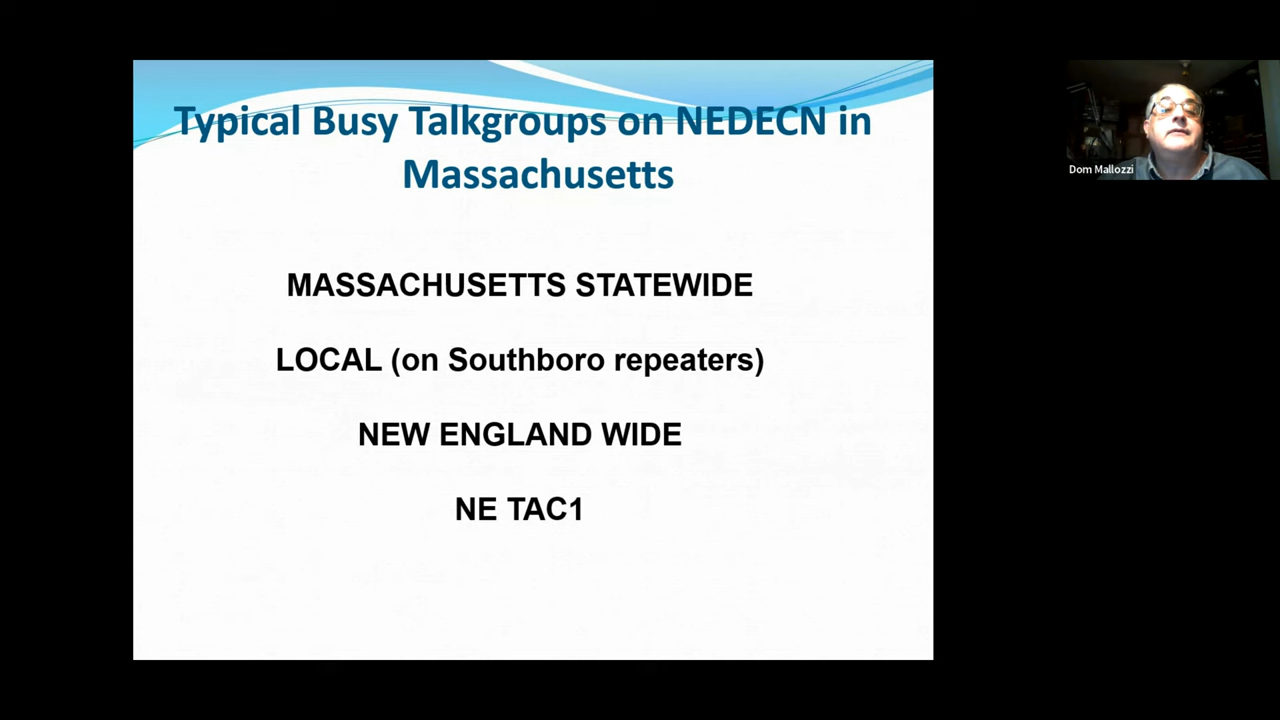 Typical Busy Talkgroups on NEDECN in
Massachusetts
MASSACHUSETTS STATEWIDE
LOCAL (on Southboro repeaters)
NEW ENGLAND WIDE
NE TAC1
Dom Mallozzi